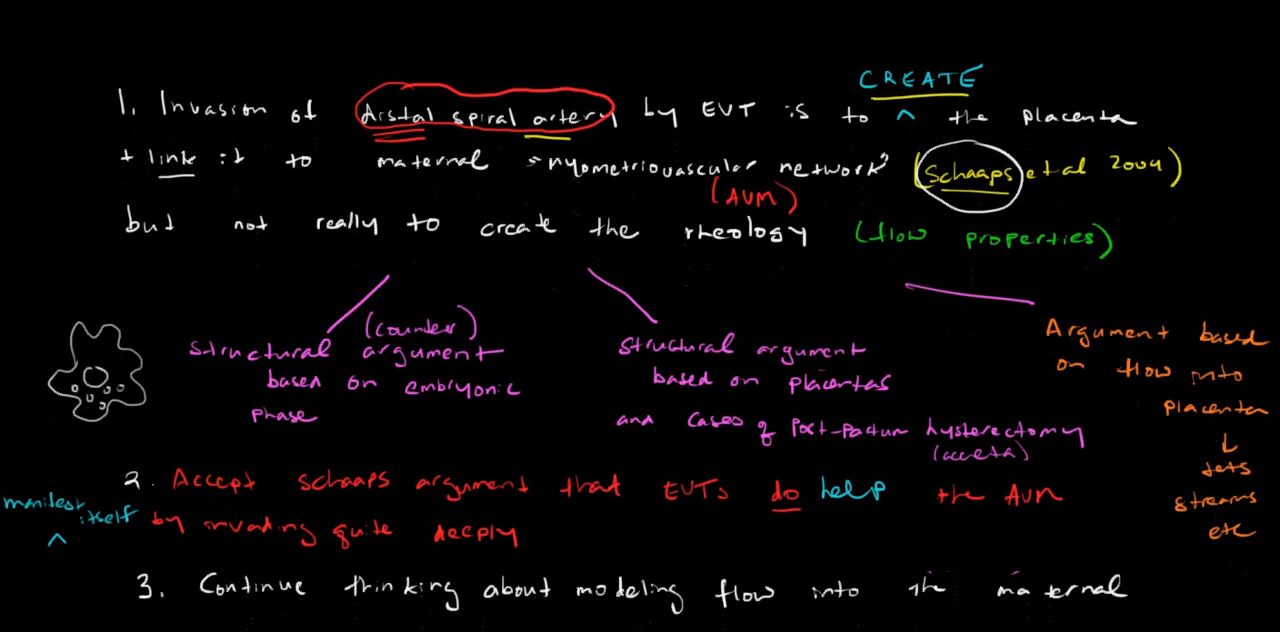 CREATE
1. Invasion of distal spiral artery by EVT is to ^ the placenta
+ link it to maternal "myometriovascular network" (Schaaps et al 2004)
(AVM)
but not really to create the rheology (flow properties)
(counter)
structural argument
based on embryonic
phase
structural argument
based on placentas
and cases of post-partum hysterectomy
(accreta)
Argument based
on flow into
placenta
↓
Jets
streams
etc
2. Accept schaaps argument that EVTs do help the AVM
manifest
itself
^
by invading quite deeply
3. Continue thinking about modeling flow into the maternal